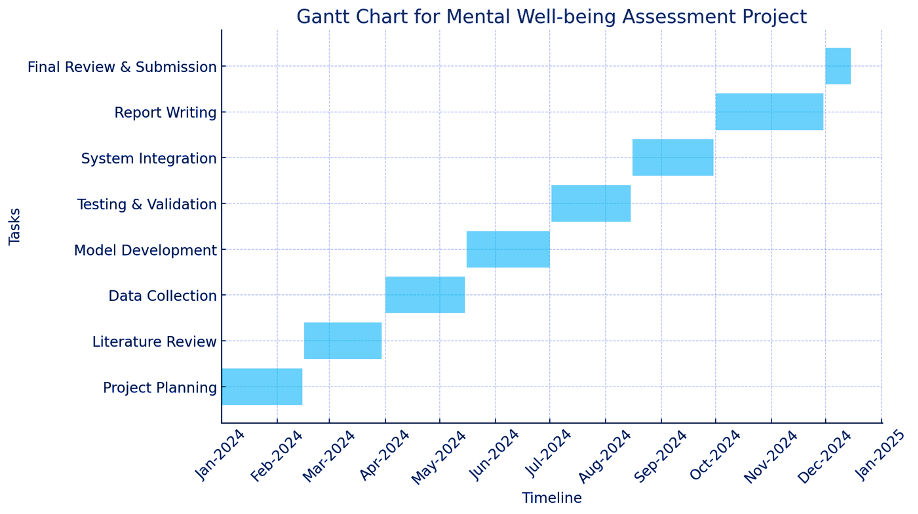 Gantt Chart for Mental Well-being Assessment Project
Tasks
Final Review & Submission
Report Writing
System Integration
Testing & Validation
Model Development
Data Collection
Literature Review
Project Planning
Jan-2024
Feb-2024
Mar-2024
Apr-2024
May-2024
Jun-2024
Jul-2024
Aug-2024
Sep-2024
Oct-2024
Nov-2024
Dec-2024
Jan-2025
Timeline